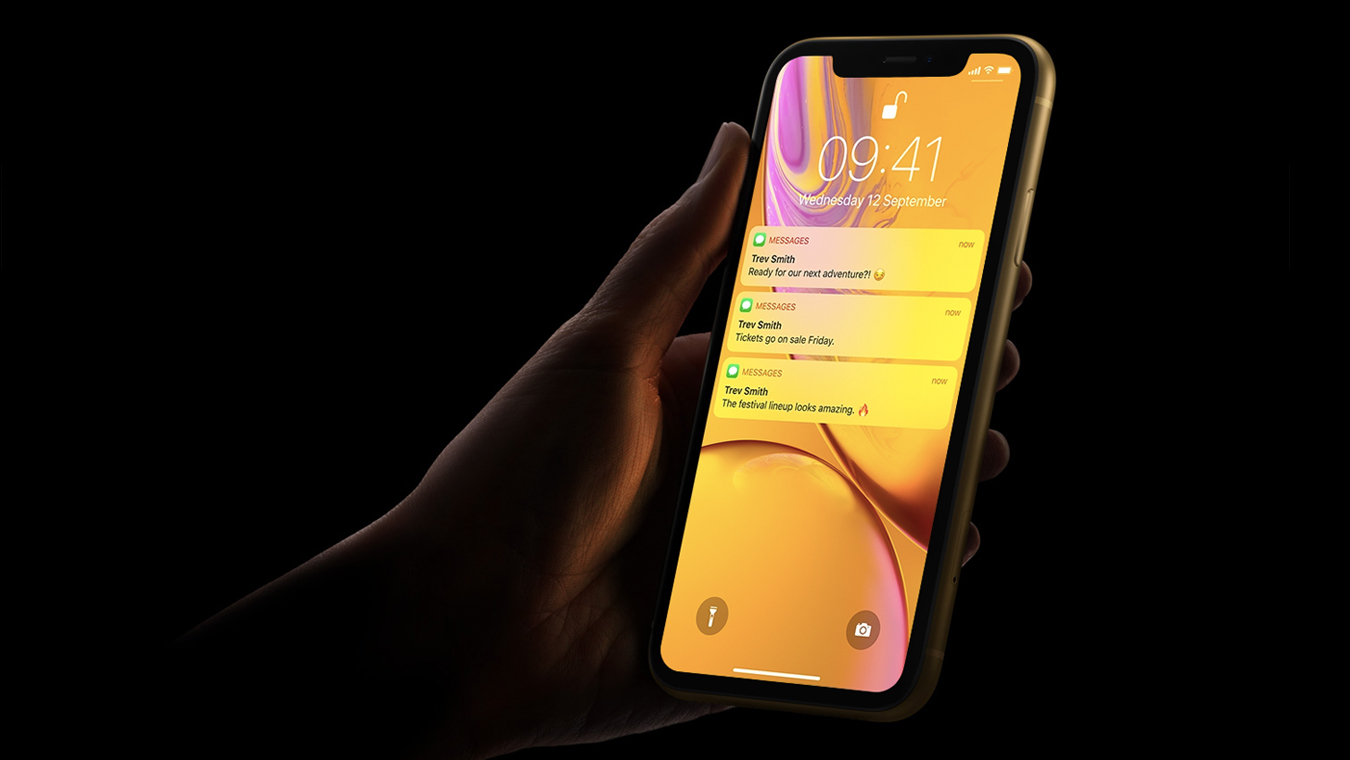 09:41
Wednesday 12 September
MESSAGES
now
Trev Smith
Ready for our next adventure?! 😏
MESSAGES
now
Trev Smith
Tickets go on sale Friday.
MESSAGES
now
Trev Smith
The festival lineup looks amazing. 🔥